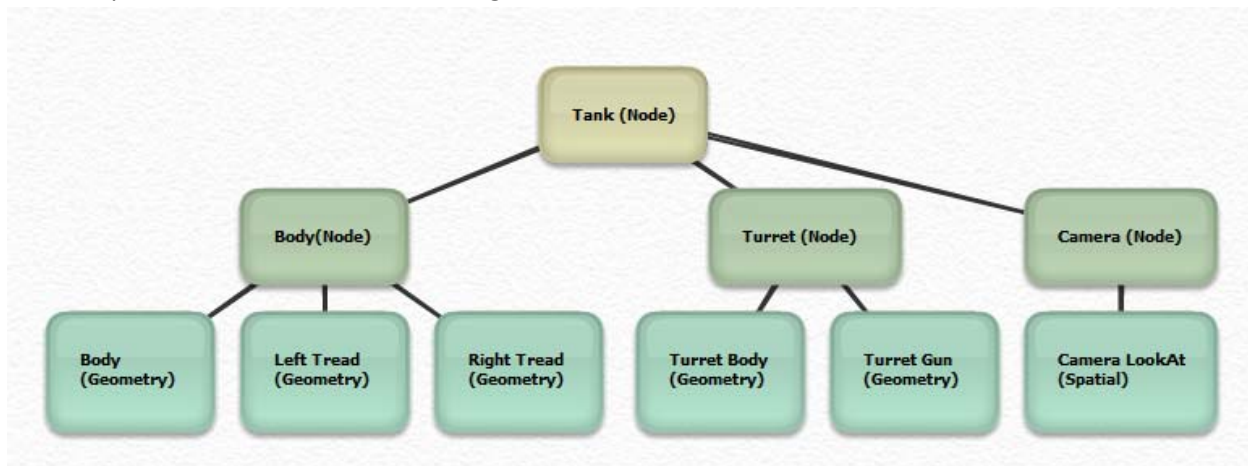 Tank (Node)
Body(Node)
Turret (Node)
Camera (Node)
Body
(Geometry)
Left Tread
(Geometry)
Right Tread
(Geometry)
Turret Body
(Geometry)
Turret Gun
(Geometry)
Camera LookAt
(Spatial)